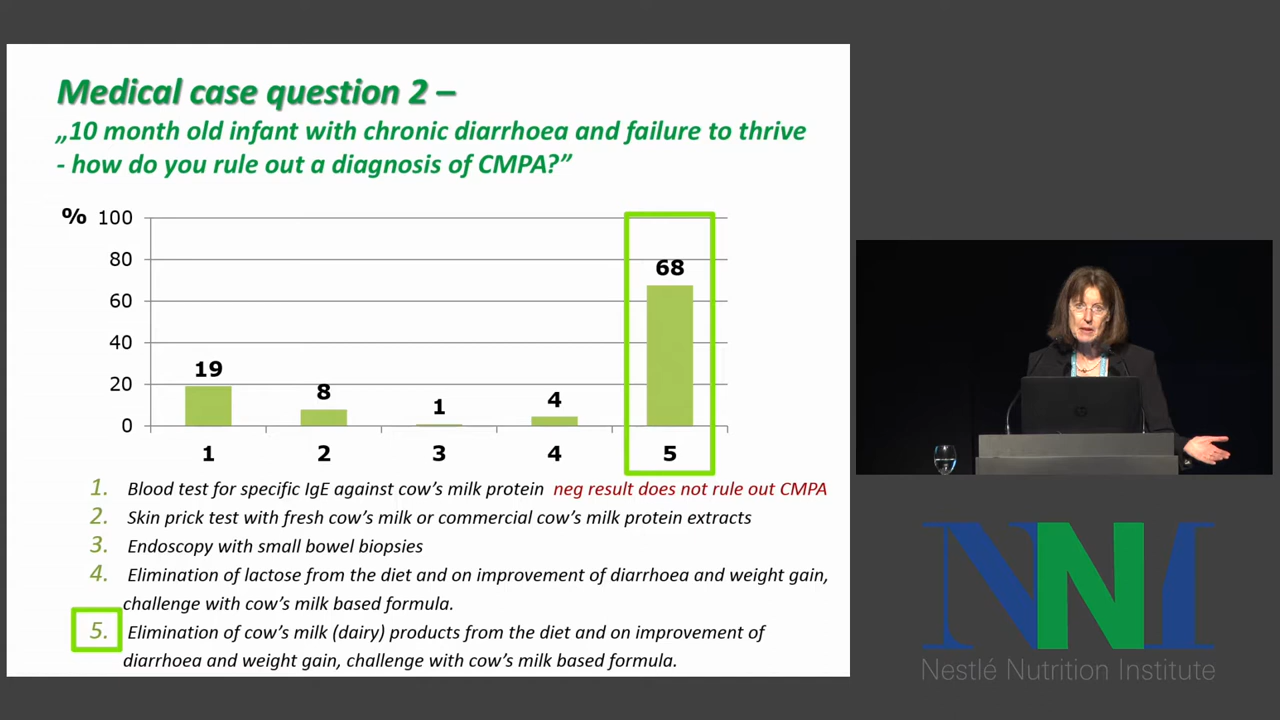 Medical case question 2 –
„10 month old infant with chronic diarrhoea and failure to thrive
- how do you rule out a diagnosis of CMPA?”
% 100
80
60
40
20
0
19
8
1
4
68
1 2 3 4 5
1. Blood test for specific IgE against cow's milk protein neg result does not rule out CMPA
2. Skin prick test with fresh cow's milk or commercial cow's milk protein extracts
3. Endoscopy with small bowel biopsies
4. Elimination of lactose from the diet and on improvement of diarrhoea and weight gain,
challenge with cow's milk based formula.
5. Elimination of cow's milk (dairy) products from the diet and on improvement of
diarrhoea and weight gain, challenge with cow's milk based formula.
NNI
Nestlé Nutrition Institute